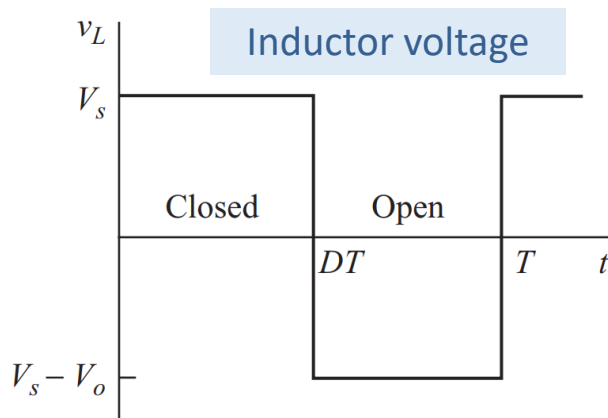 v_L
Inductor voltage
V_s
Closed
Open
DT
T
t
V_s − V_o